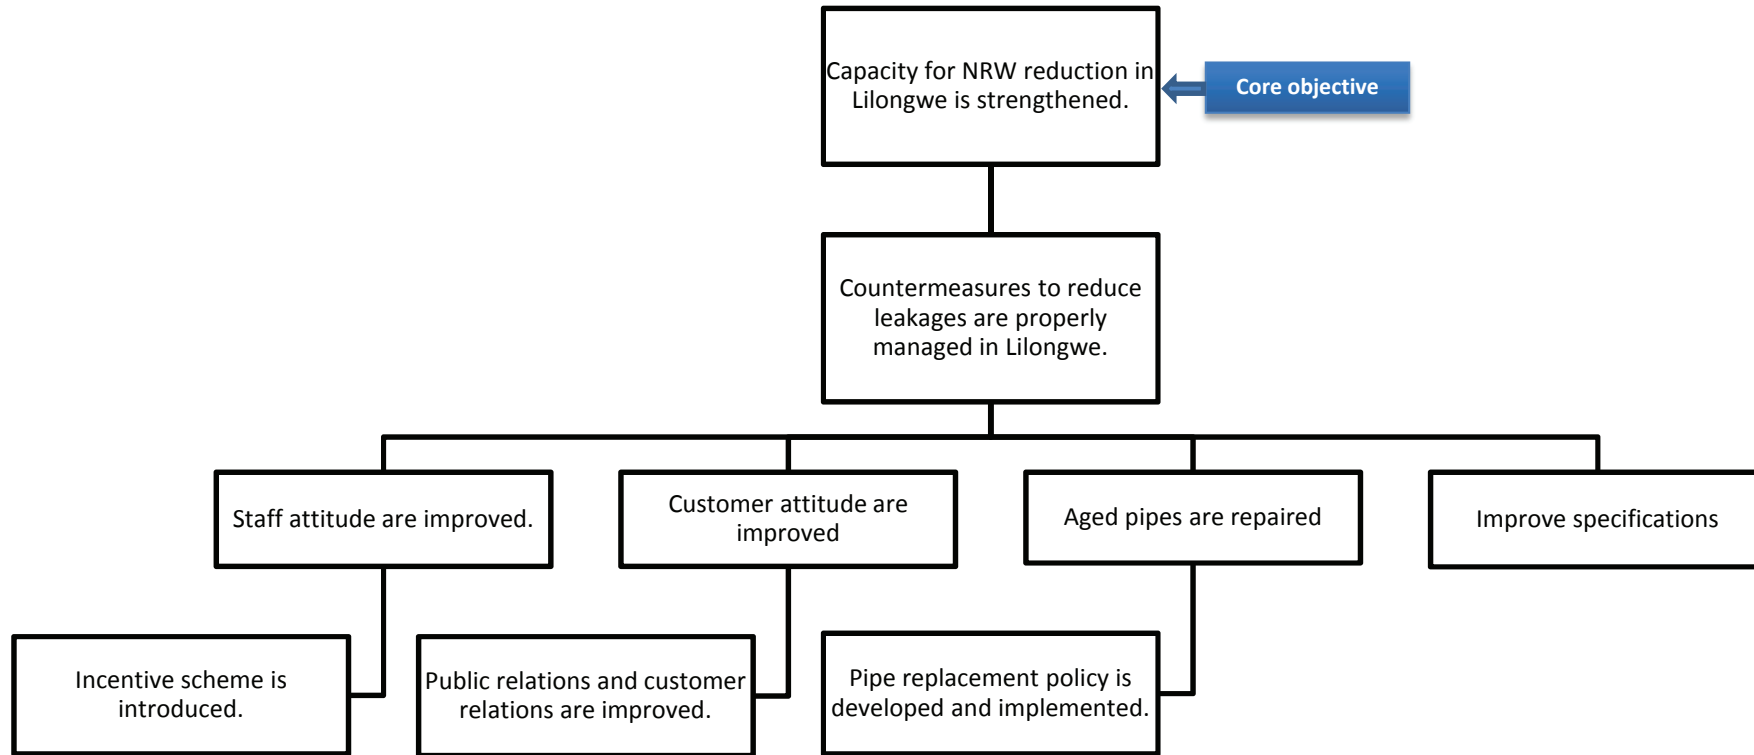 Capacity for NRW reduction in
Lilongwe is strengthened.
Core objective
Countermeasures to reduce
leakages are properly
managed in Lilongwe.
Staff attitude are improved.
Customer attitude are
improved
Aged pipes are repaired
Improve specifications
Incentive scheme is
introduced.
Public relations and customer
relations are improved.
Pipe replacement policy is
developed and implemented.